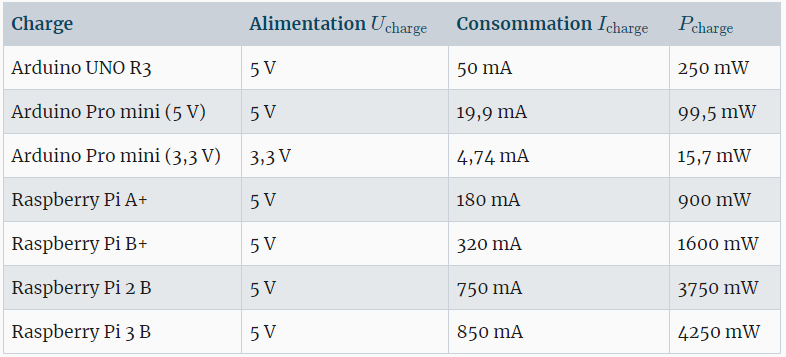 Charge Alimentation Ucharge Consommation Icharge Pcharge
Arduino UNO R3 5 V 50 mA 250 mW
Arduino Pro mini (5 V) 5 V 19,9 mA 99,5 mW
Arduino Pro mini (3,3 V) 3,3 V 4,74 mA 15,7 mW
Raspberry Pi A+ 5 V 180 mA 900 mW
Raspberry Pi B+ 5 V 320 mA 1600 mW
Raspberry Pi 2 B 5 V 750 mA 3750 mW
Raspberry Pi 3 B 5 V 850 mA 4250 mW